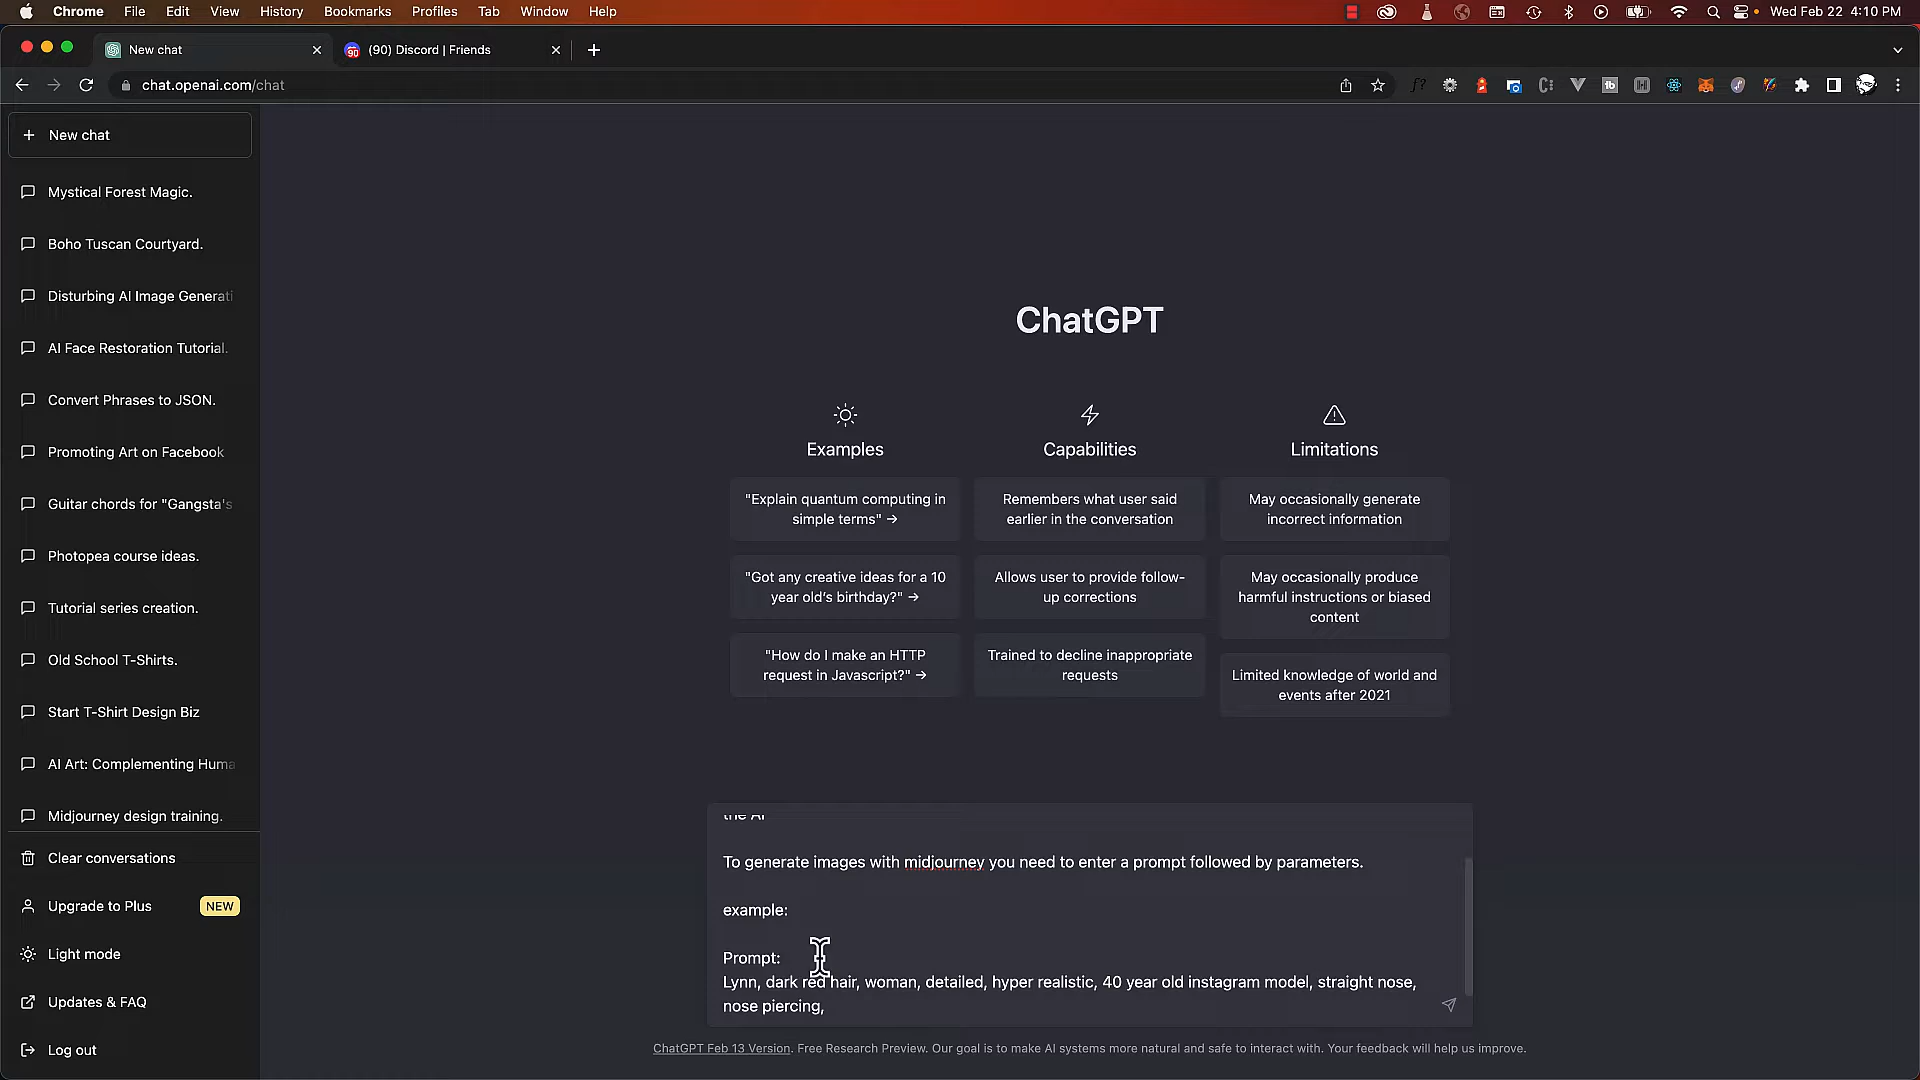 Chrome File Edit View History Bookmarks Profiles Tab Window Help Wed Feb 22 4:10 PM
New chat
(90) Discord | Friends
chat.openai.com/chat
New chat
Mystical Forest Magic.
Boho Tuscan Courtyard.
Disturbing AI Image Generati
AI Face Restoration Tutorial.
Convert Phrases to JSON.
Promoting Art on Facebook
Guitar chords for "Gangsta's
Photopea course ideas.
Tutorial series creation.
Old School T-Shirts.
Start T-Shirt Design Biz
AI Art: Complementing Huma
Midjourney design training.
Clear conversations
Upgrade to Plus NEW
Light mode
Updates & FAQ
Log out
ChatGPT
Examples
"Explain quantum computing in
simple terms" →
"Got any creative ideas for a 10
year old's birthday?" →
"How do I make an HTTP
request in Javascript?" →
Capabilities
Remembers what user said
earlier in the conversation
Allows user to provide follow-
up corrections
Trained to decline inappropriate
requests
Limitations
May occasionally generate
incorrect information
May occasionally produce
harmful instructions or biased
content
Limited knowledge of world and
events after 2021
the AI
To generate images with midjourney you need to enter a prompt followed by parameters.
example:
Prompt:
Lynn, dark red hair, woman, detailed, hyper realistic, 40 year old instagram model, straight nose,
nose piercing,
ChatGPT Feb 13 Version. Free Research Preview. Our goal is to make AI systems more natural and safe to interact with. Your feedback will help us improve.